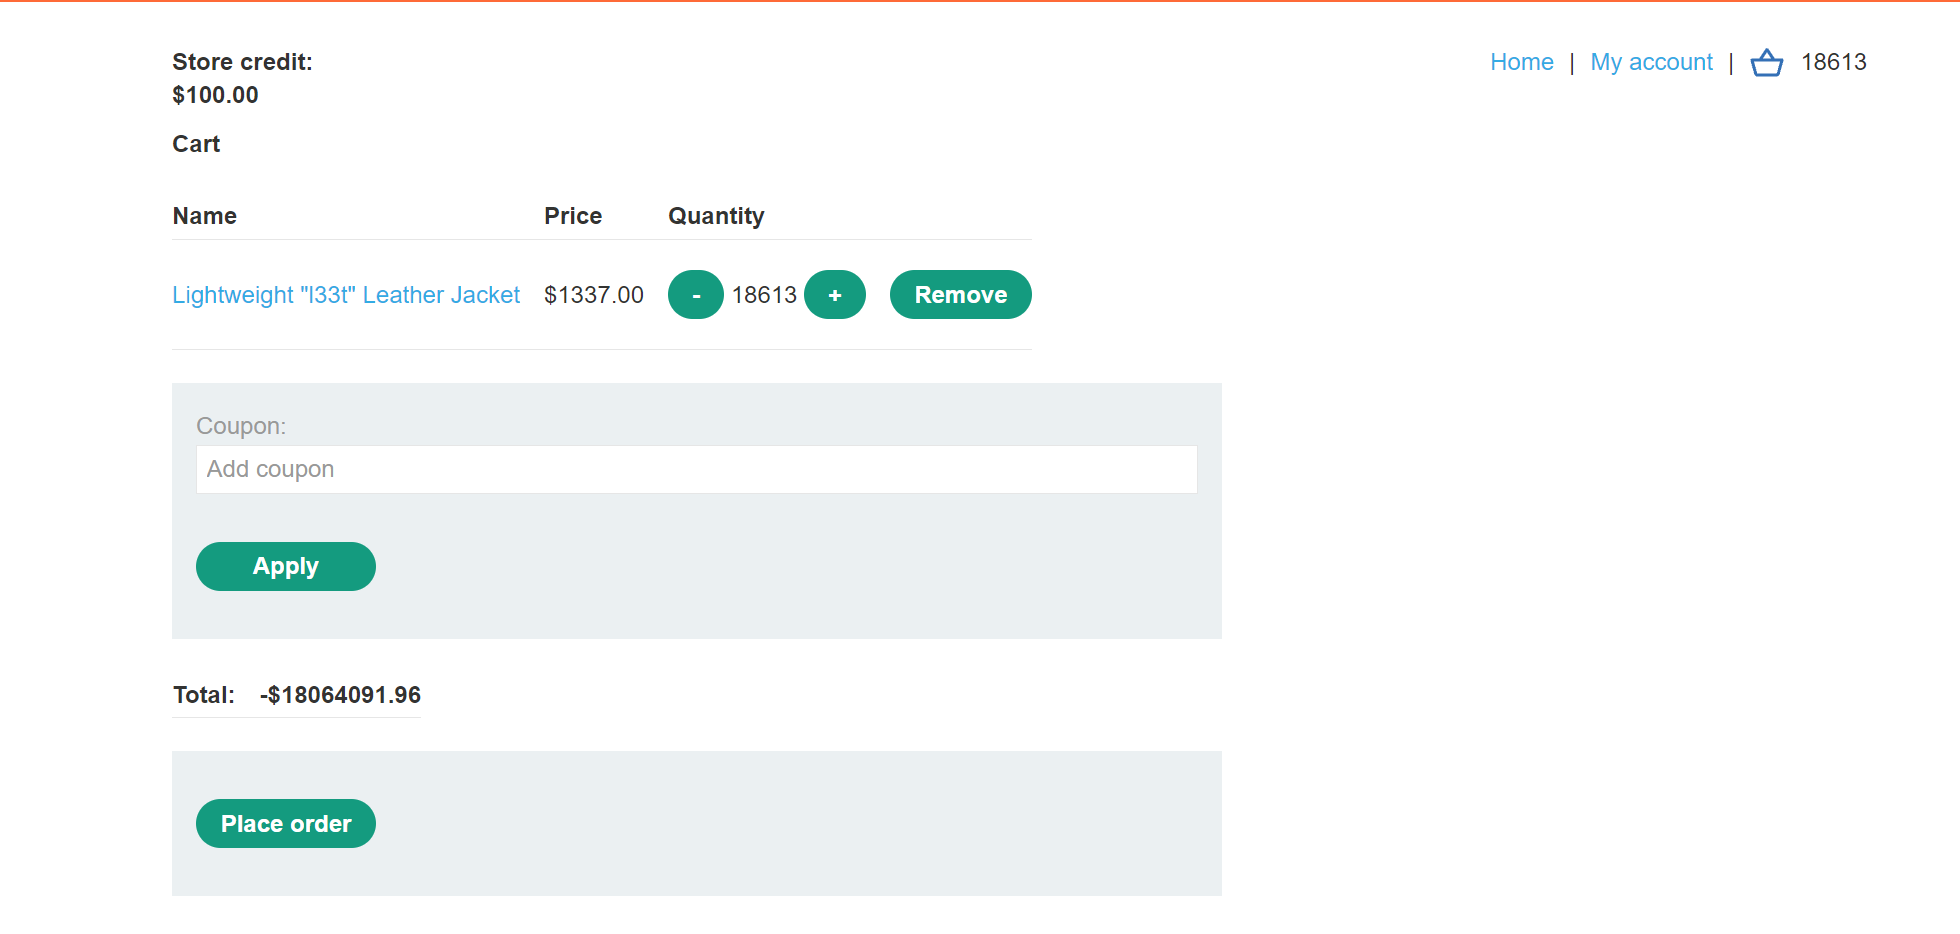 Store credit:
$100.00
Home | My account | 18613
Cart
Name Price Quantity
Lightweight "l33t" Leather Jacket $1337.00 - 18613 + Remove
Coupon:
Add coupon
Apply
Total: -$18064091.96
Place order